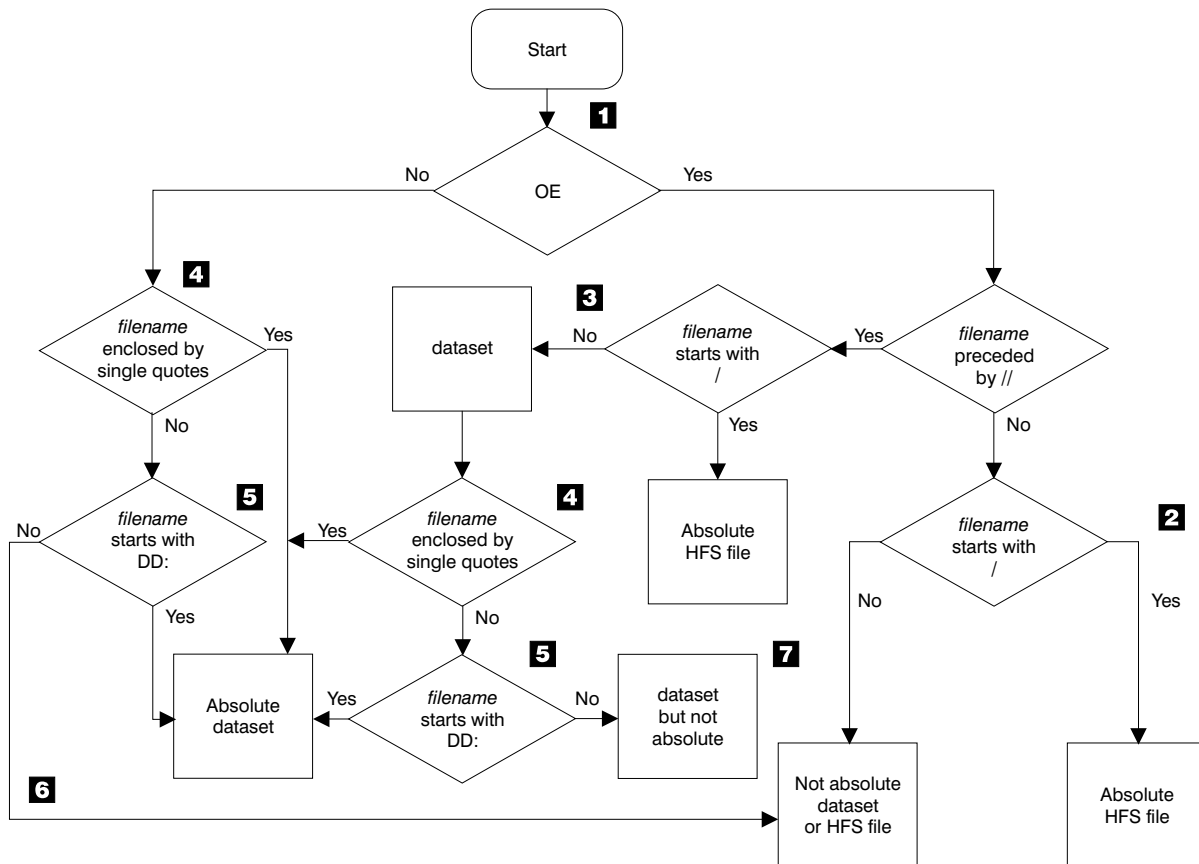 Start
1
No
OE
Yes
4
filename
enclosed by
single quotes
Yes
No
dataset
3
No
filename
starts with
/
Yes
Yes
filename
preceded
by //
No
5
No
filename
starts with
DD:
Yes
Yes
filename
enclosed by
single quotes
4
No
Absolute
HFS file
filename
starts with
/
2
No
Yes
Absolute
dataset
Yes
filename
starts with
DD:
5
No
dataset
but not
absolute
7
6
Not absolute
dataset
or HFS file
Absolute
HFS file